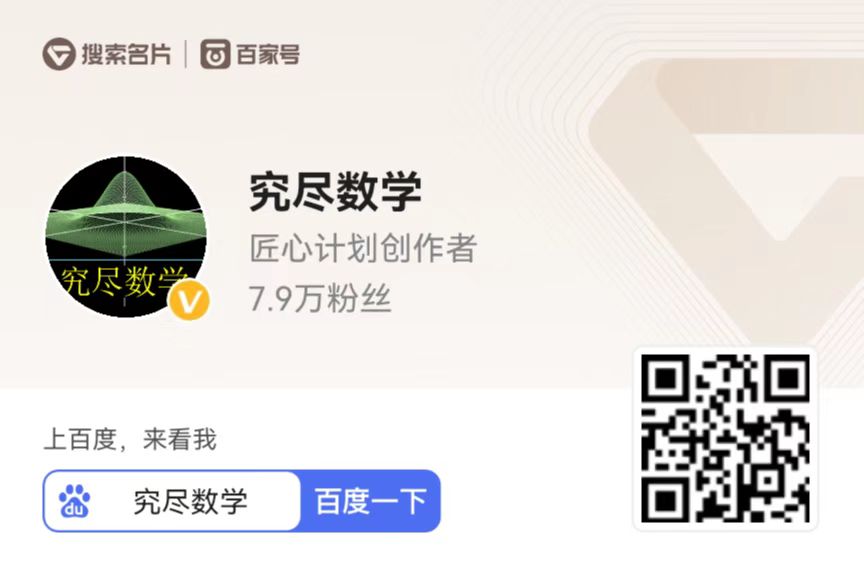 搜索名片 百家号
究尽数学
匠心计划创作者
7.9万粉丝
究尽数学
上百度，来看我
du 究尽数学 百度一下